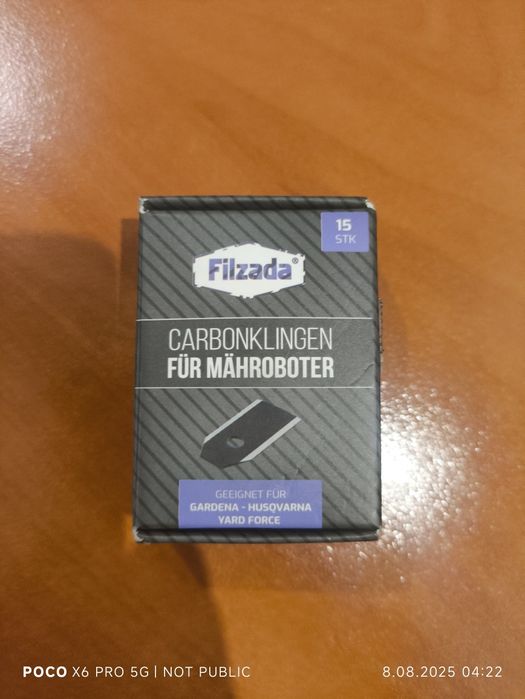 15
STK
Filzada®
CARBONKLINGEN
FÜR MÄHROBOTER
GEEIGNET FÜR
GARDENA - HUSQVARNA
YARD FORCE
POCO X6 PRO 5G | NOT PUBLIC
8.08.2025 04:22